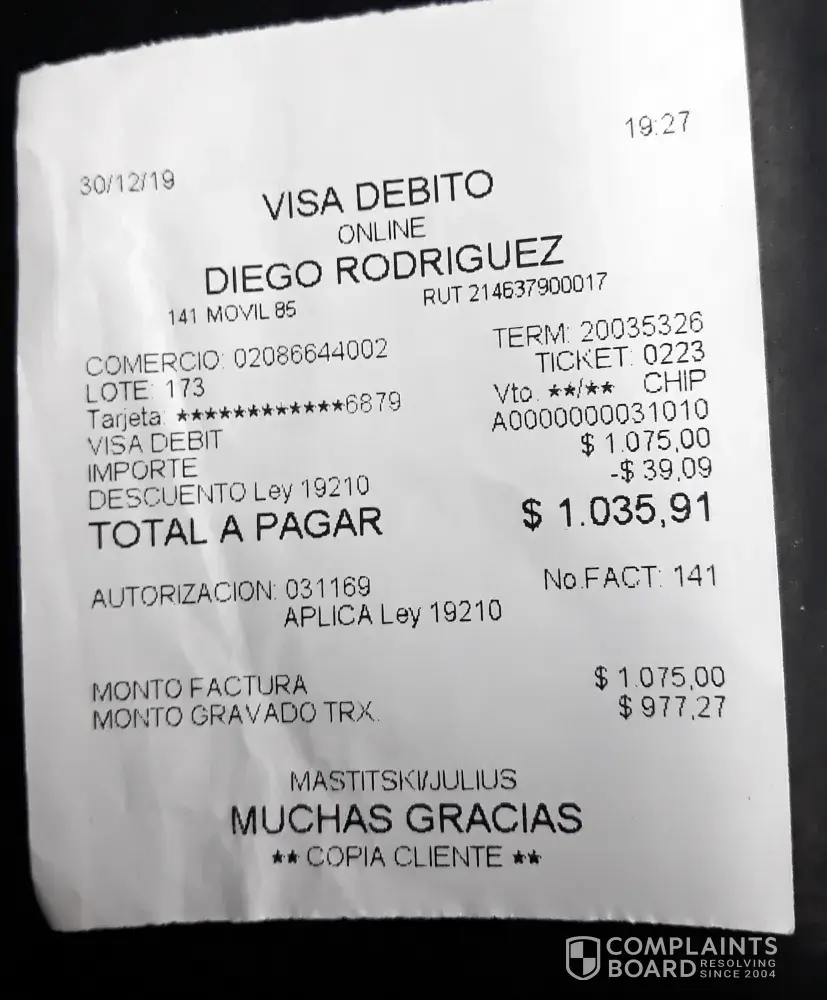 19:27
30/12/19
VISA DEBITO
ONLINE
DIEGO RODRIGUEZ
141 MOVIL 85 RUT 214637900017
COMERCIO: 02086644002 TERM: 20035326
LOTE: 173 TICKET: 0223
Tarjeta: ************6879 Vto. **/** CHIP
VISA DEBIT A0000000031010
IMPORTE $ 1.075,00
DESCUENTO Ley 19210 -$ 39,09
TOTAL A PAGAR $ 1.035,91
AUTORIZACION: 031169 No.FACT: 141
APLICA Ley 19210
MONTO FACTURA $ 1.075,00
MONTO GRAVADO TRX. $ 977,27
MASTITSKI/JULIUS
MUCHAS GRACIAS
** COPIA CLIENTE **
COMPLAINTS
BOARD RESOLVING
SINCE 2004